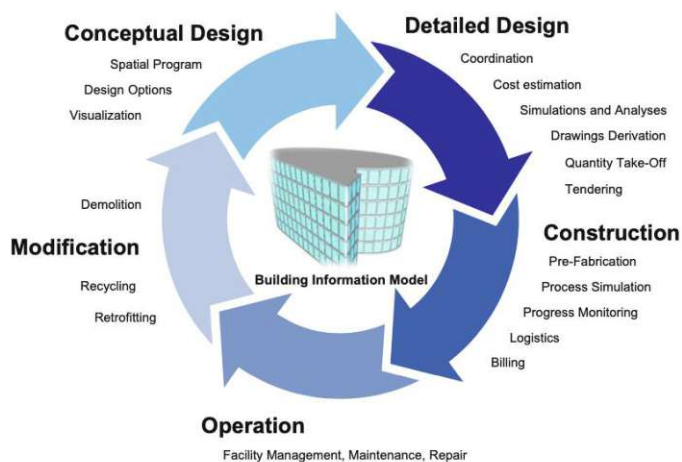 Conceptual Design
Spatial Program
Design Options
Visualization
Detailed Design
Coordination
Cost estimation
Simulations and Analyses
Drawings Derivation
Quantity Take-Off
Tendering
Construction
Pre-Fabrication
Process Simulation
Progress Monitoring
Logistics
Billing
Operation
Facility Management, Maintenance, Repair
Demolition
Modification
Recycling
Retrofitting
Building Information Model